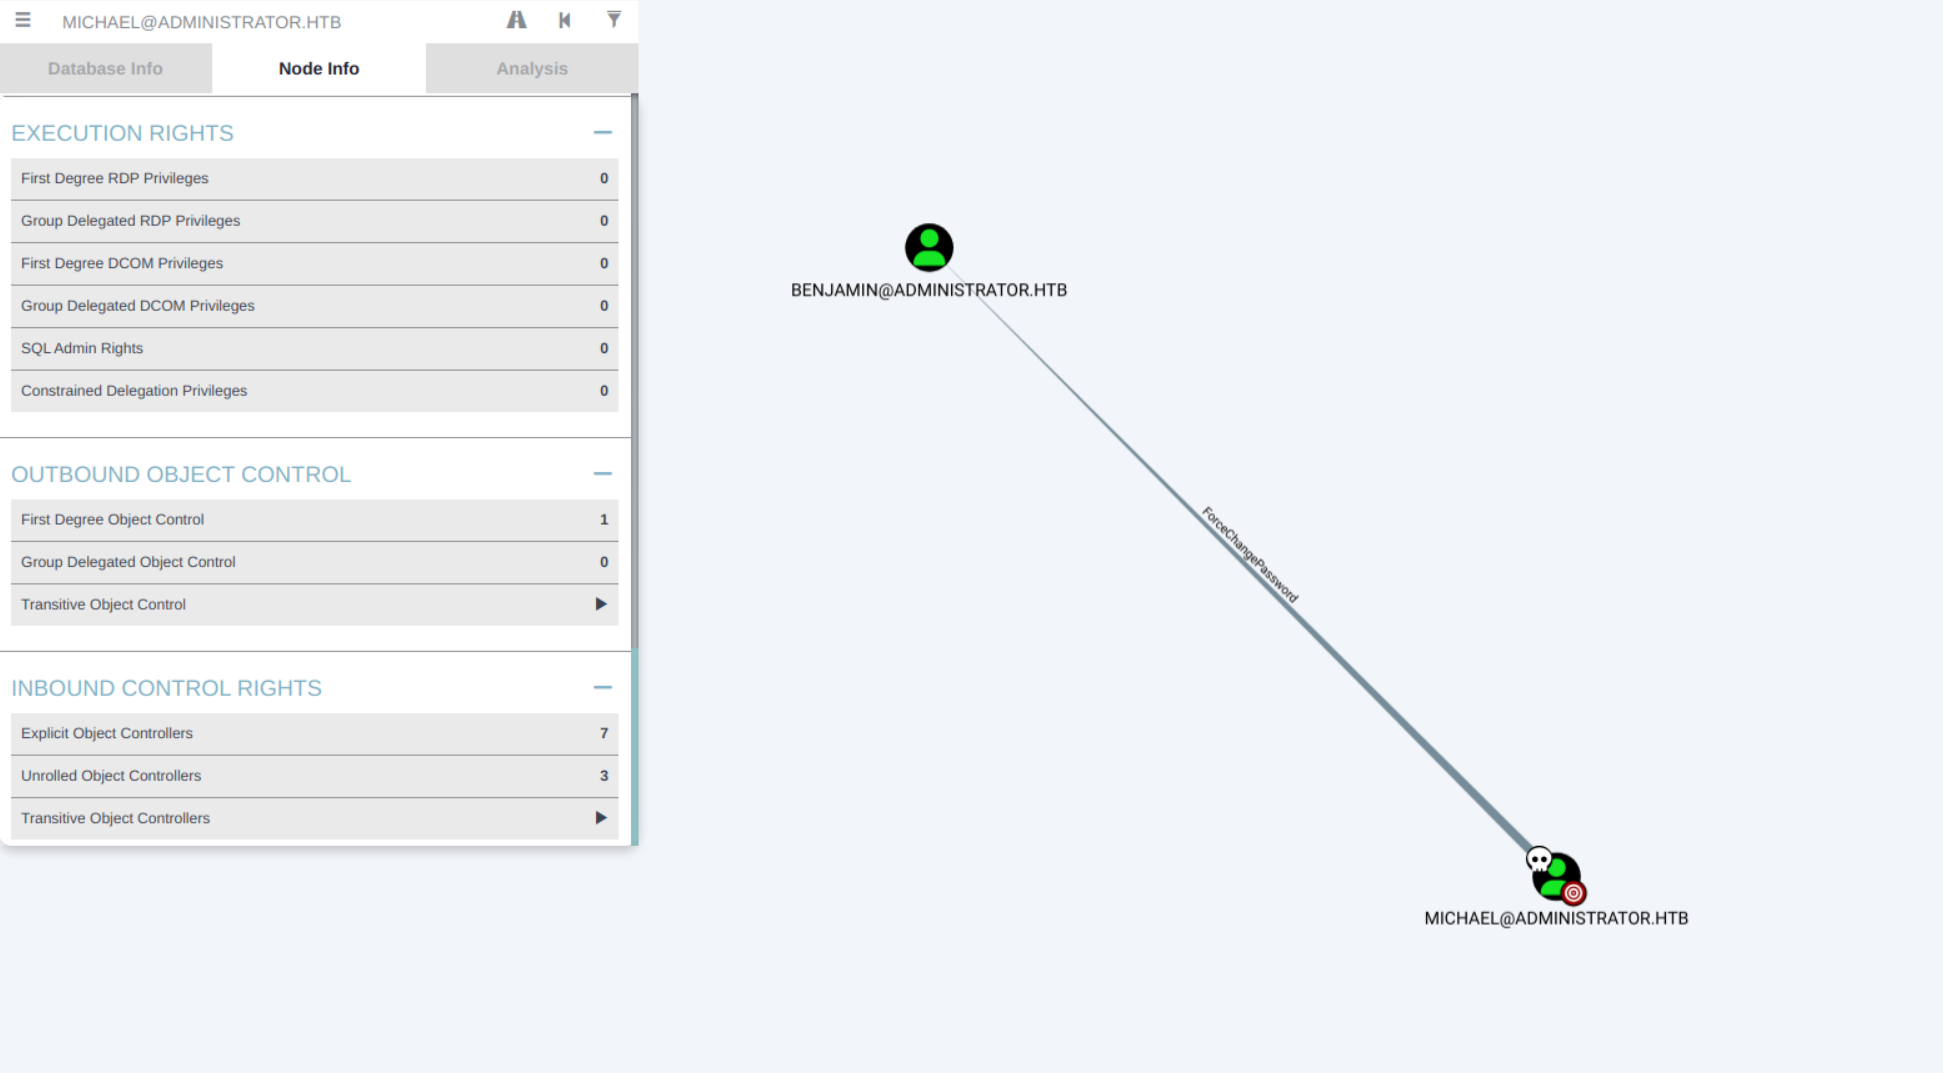 MICHAEL@ADMINISTRATOR.HTB
Database Info
Node Info
Analysis
EXECUTION RIGHTS
First Degree RDP Privileges 0
Group Delegated RDP Privileges 0
First Degree DCOM Privileges 0
Group Delegated DCOM Privileges 0
SQL Admin Rights 0
Constrained Delegation Privileges 0
OUTBOUND OBJECT CONTROL
First Degree Object Control 1
Group Delegated Object Control 0
Transitive Object Control
INBOUND CONTROL RIGHTS
Explicit Object Controllers 7
Unrolled Object Controllers 3
Transitive Object Controllers
BENJAMIN@ADMINISTRATOR.HTB
ForceChangePassword
MICHAEL@ADMINISTRATOR.HTB